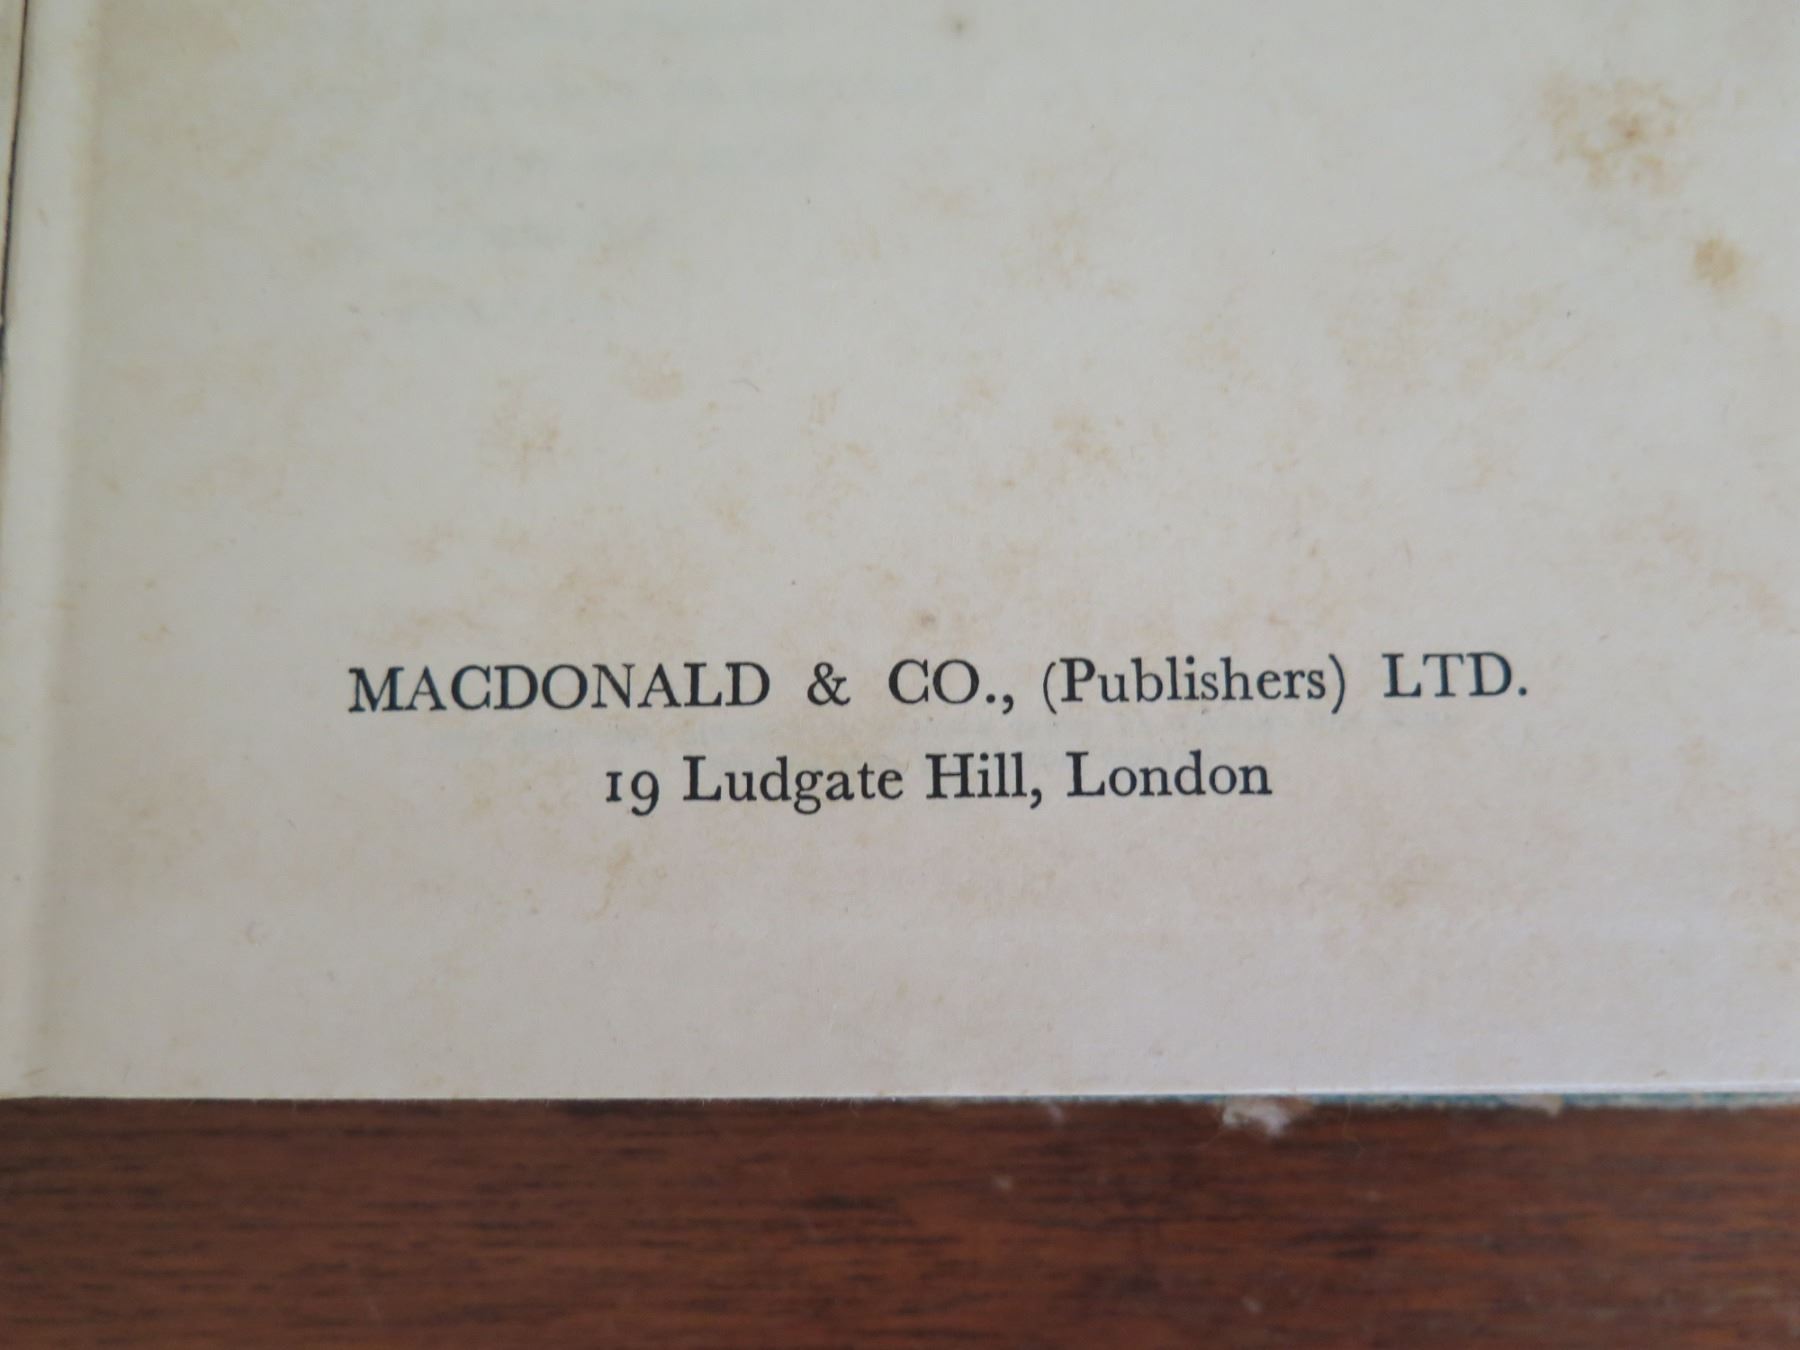 MACDONALD & CO., (Publishers) LTD.
19 Ludgate Hill, London